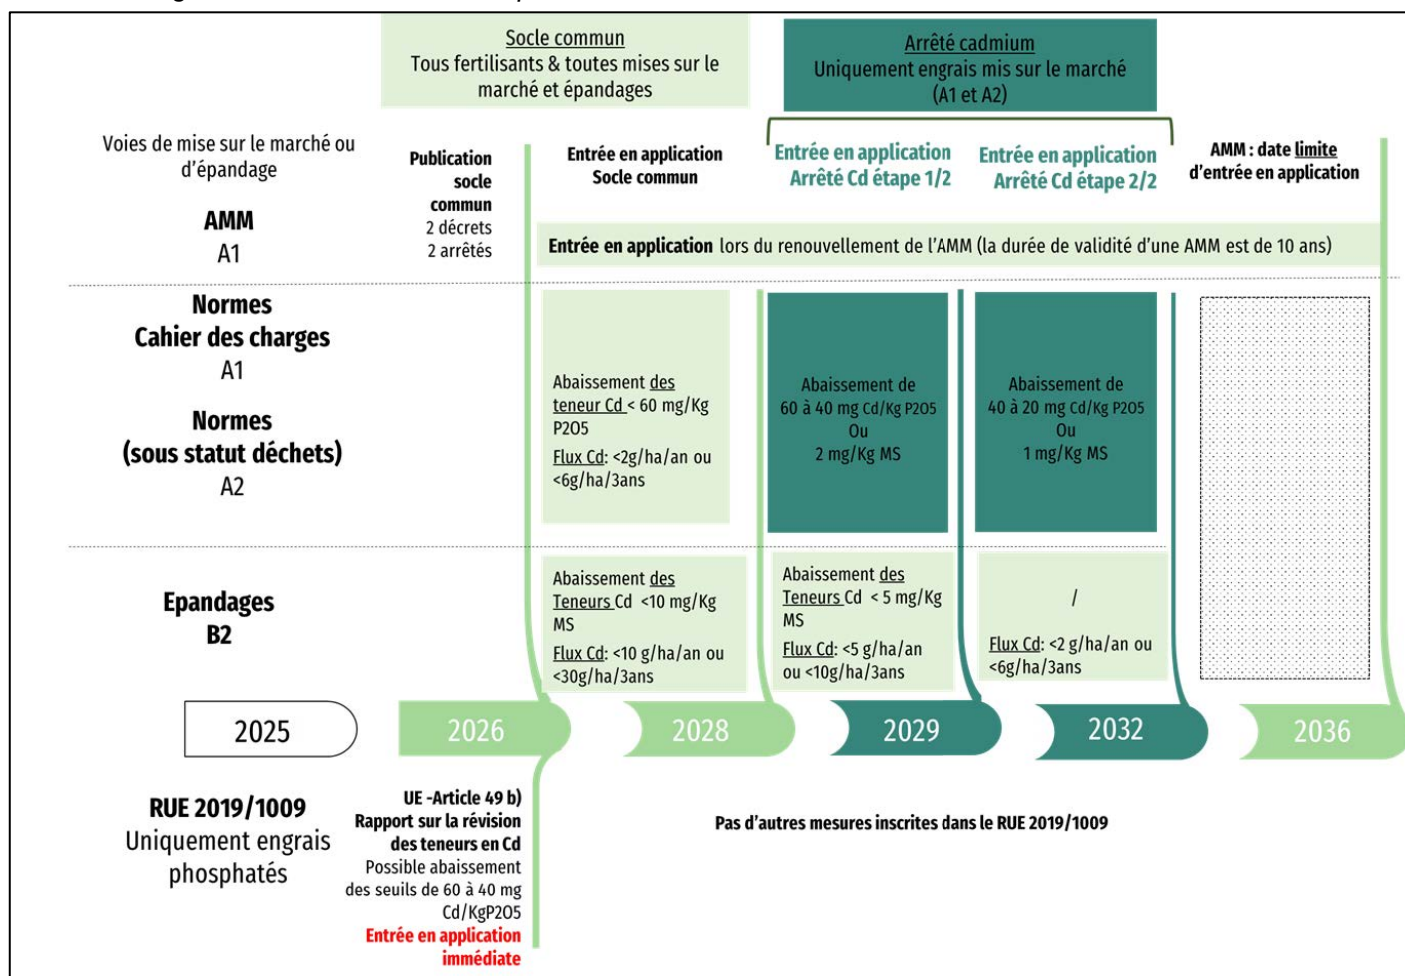 Socle commun
Tous fertilisants & toutes mises sur le
marché et épandages
Arrêté cadmium
Uniquement engrais mis sur le marché
(A1 et A2)
Voies de mise sur le marché ou
d'épandage
Publication
socle
commun
2 décrets
2 arrêtés
Entrée en application
Socle commun
Entrée en application
Arrêté Cd étape 1/2
Entrée en application
Arrêté Cd étape 2/2
AMM : date limite
d'entrée en application
AMM
A1
Entrée en application lors du renouvellement de l'AMM (la durée de validité d'une AMM est de 10 ans)
Normes
Cahier des charges
A1
Normes
(sous statut déchets)
A2
Abaissement des
teneur Cd < 60 mg/Kg
P2O5
Flux Cd: <2g/ha/an ou
<6g/ha/3ans
Abaissement de
60 à 40 mg Cd/Kg P2O5
Ou
2 mg/Kg MS
Abaissement de
40 à 20 mg Cd/Kg P2O5
Ou
1 mg/Kg MS
Epandages
B2
Abaissement des
Teneurs Cd <10 mg/Kg
MS
Flux Cd: <10 g/ha/an ou
<30g/ha/3ans
Abaissement des
Teneurs Cd < 5 mg/Kg
MS
Flux Cd: <5 g/ha/an
ou <10g/ha/3ans
/
Flux Cd: <2 g/ha/an ou
<6g/ha/3ans
2025
2026
2028
2029
2032
2036
RUE 2019/1009
Uniquement engrais
phosphatés
UE -Article 49 b)
Rapport sur la révision
des teneurs en Cd
Possible abaissement
des seuils de 60 à 40 mg
Cd/KgP2O5
Entrée en application
immédiate
Pas d'autres mesures inscrites dans le RUE 2019/1009